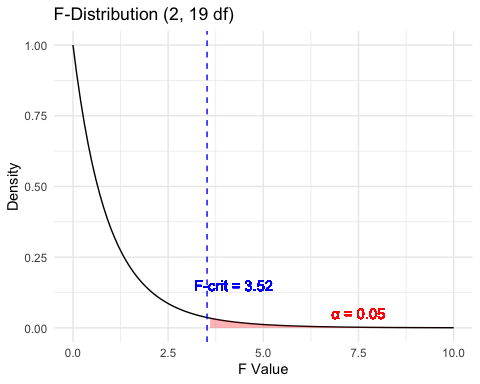 F-Distribution (2, 19 df)
1.00
0.75
0.50
0.25
0.00
Density
F-crit = 3.52
α = 0.05
0.0 2.5 5.0 7.5 10.0
F Value